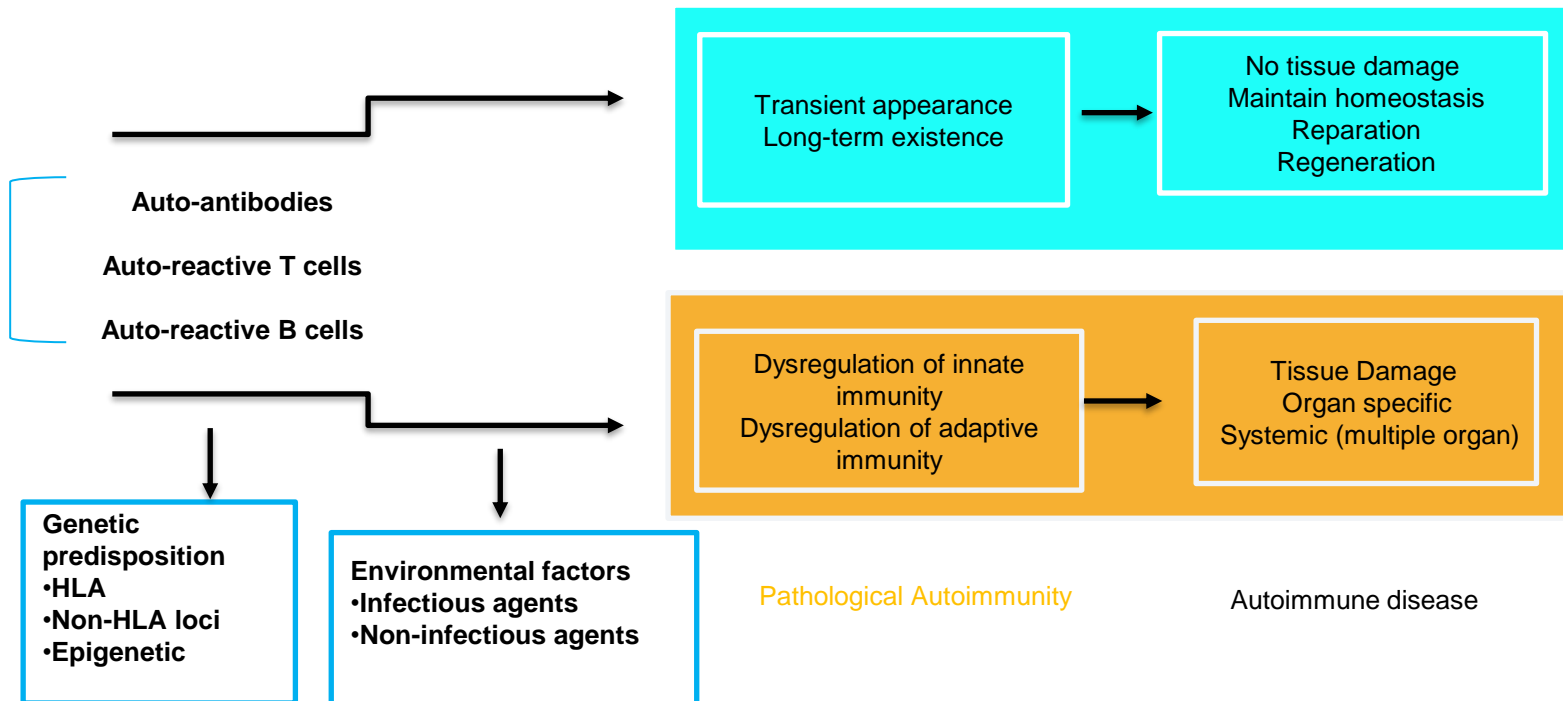 Transient appearance
Long-term existence
No tissue damage
Maintain homeostasis
Reparation
Regeneration
Auto-antibodies
Auto-reactive T cells
Auto-reactive B cells
Dysregulation of innate
immunity
Dysregulation of adaptive
immunity
Tissue Damage
Organ specific
Systemic (multiple organ)
Genetic
predisposition
•HLA
•Non-HLA loci
•Epigenetic
Environmental factors
•Infectious agents
•Non-infectious agents
Pathological Autoimmunity
Autoimmune disease